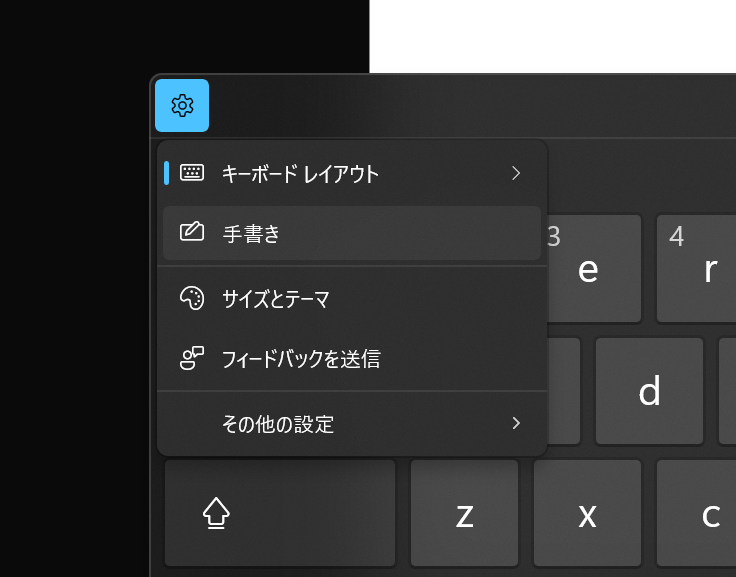 キーボード レイアウト
手書き
3 e 4 r
サイズとテーマ
フィードバックを送信
d
その他の設定
z x c